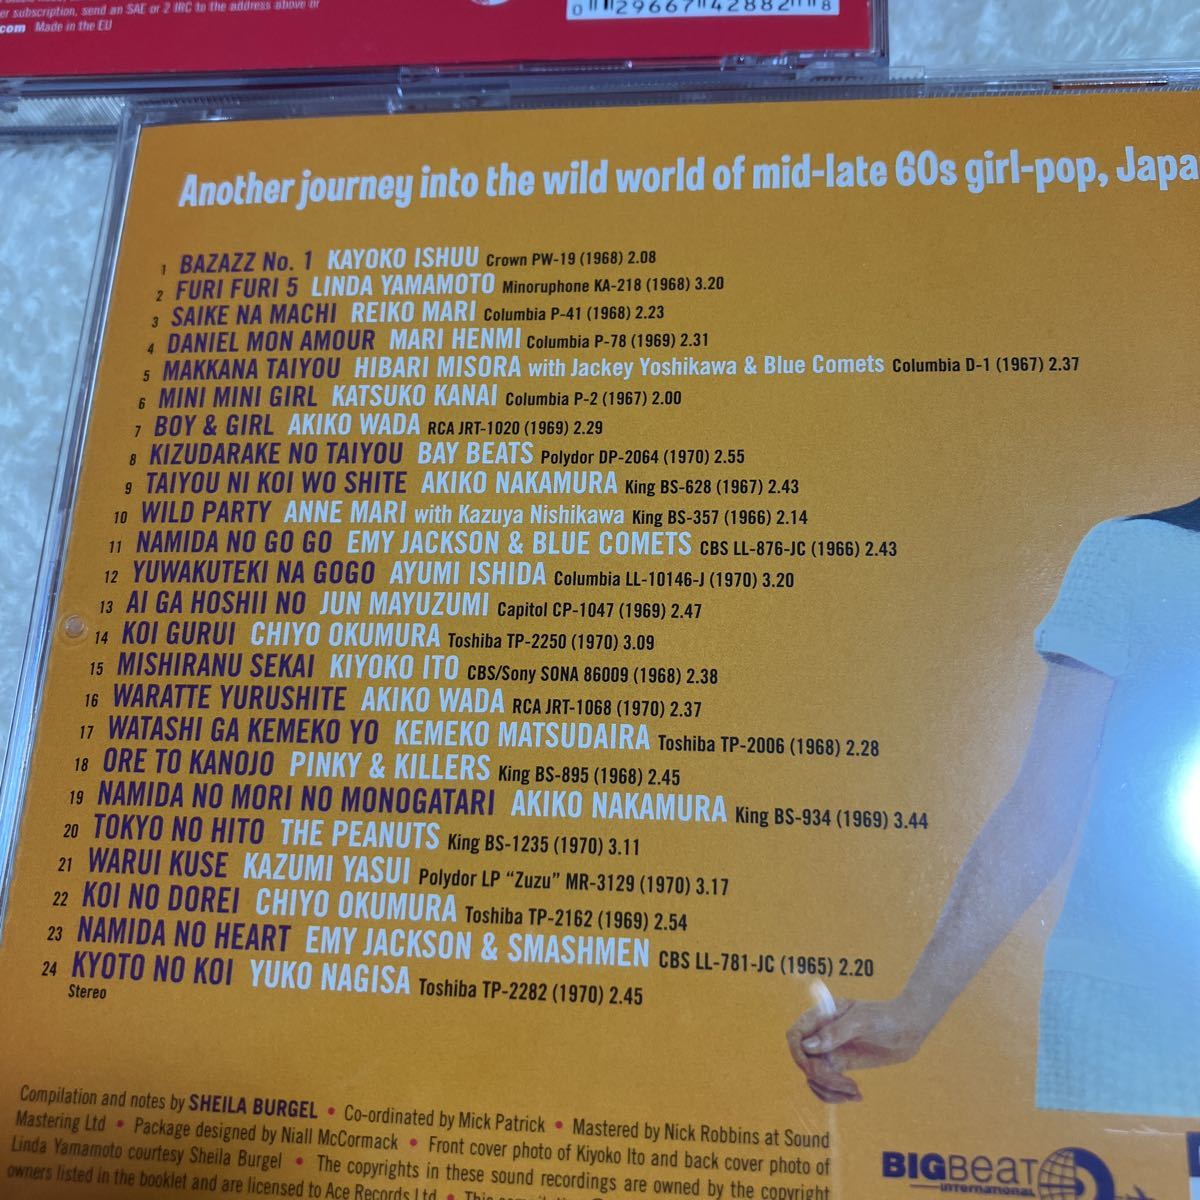 er subscription, send an SAE or 2 IRC to the address above or
com Made in the EU
0 29667 42882 8
Another journey into the wild world of mid-late 60s girl-pop, Japa
1 BAZAZZ No. 1 KAYOKO ISHUU Crown PW-19 (1968) 2.08
2 FURI FURI 5 LINDA YAMAMOTO Minoruphone KA-218 (1968) 3.20
3 SAIKE NA MACHI REIKO MARI Columbia P-41 (1968) 2.23
4 DANIEL MON AMOUR MARI HENMI Columbia P-78 (1969) 2.31
5 MAKKANA TAIYOU HIBARI MISORA with Jackey Yoshikawa & Blue Comets Columbia D-1 (1967) 2.37
6 MINI MINI GIRL KATSUKO KANAI Columbia P-2 (1967) 2.00
7 BOY & GIRL AKIKO WADA RCA JRT-1020 (1969) 2.29
8 KIZUDARAKE NO TAIYOU BAY BEATS Polydor DP-2064 (1970) 2.55
9 TAIYOU NI KOI WO SHITE AKIKO NAKAMURA King BS-628 (1967) 2.43
10 WILD PARTY ANNE MARI with Kazuya Nishikawa King BS-357 (1966) 2.14
11 NAMIDA NO GO GO EMY JACKSON & BLUE COMETS CBS LL-876-JC (1966) 2.43
12 YUWAKUTEKI NA GOGO AYUMI ISHIDA Columbia LL-10146-J (1970) 3.20
13 AI GA HOSHII NO JUN MAYUZUMI Capitol CP-1047 (1969) 2.47
14 KOI GURUI CHIYO OKUMURA Toshiba TP-2250 (1970) 3.09
15 MISHIRANU SEKAI KIYOKO ITO CBS/Sony SONA 86009 (1968) 2.38
16 WARATTE YURUSHITE AKIKO WADA RCA JRT-1068 (1970) 2.37
17 WATASHI GA KEMEKO YO KEMEKO MATSUDAIRA Toshiba TP-2006 (1968) 2.28
18 ORE TO KANOJO PINKY & KILLERS King BS-895 (1968) 2.45
19 NAMIDA NO MORI NO MONOGATARI AKIKO NAKAMURA King BS-934 (1969) 3.44
20 TOKYO NO HITO THE PEANUTS King BS-1235 (1970) 3.11
21 WARUI KUSE KAZUMI YASUI Polydor LP "Zuzu" MR-3129 (1970) 3.17
22 KOI NO DOREI CHIYO OKUMURA Toshiba TP-2162 (1969) 2.54
23 NAMIDA NO HEART EMY JACKSON & SMASHMEN CBS LL-781-JC (1965) 2.20
24 KYOTO NO KOI YUKO NAGISA Toshiba TP-2282 (1970) 2.45
Stereo
Compilation and notes by SHEILA BURGEL • Co-ordinated by Mick Patrick • Mastered by Nick Robbins at Sound
Mastering Ltd • Package designed by Niall McCormack • Front cover photo of Kiyoko Ito and back cover photo of
Linda Yamamoto courtesy Sheila Burgel • The copyrights in these sound recordings are owned by the copyright
owners listed in the booklet and are licensed to Ace Records Ltd • This
BIGBEAT
international